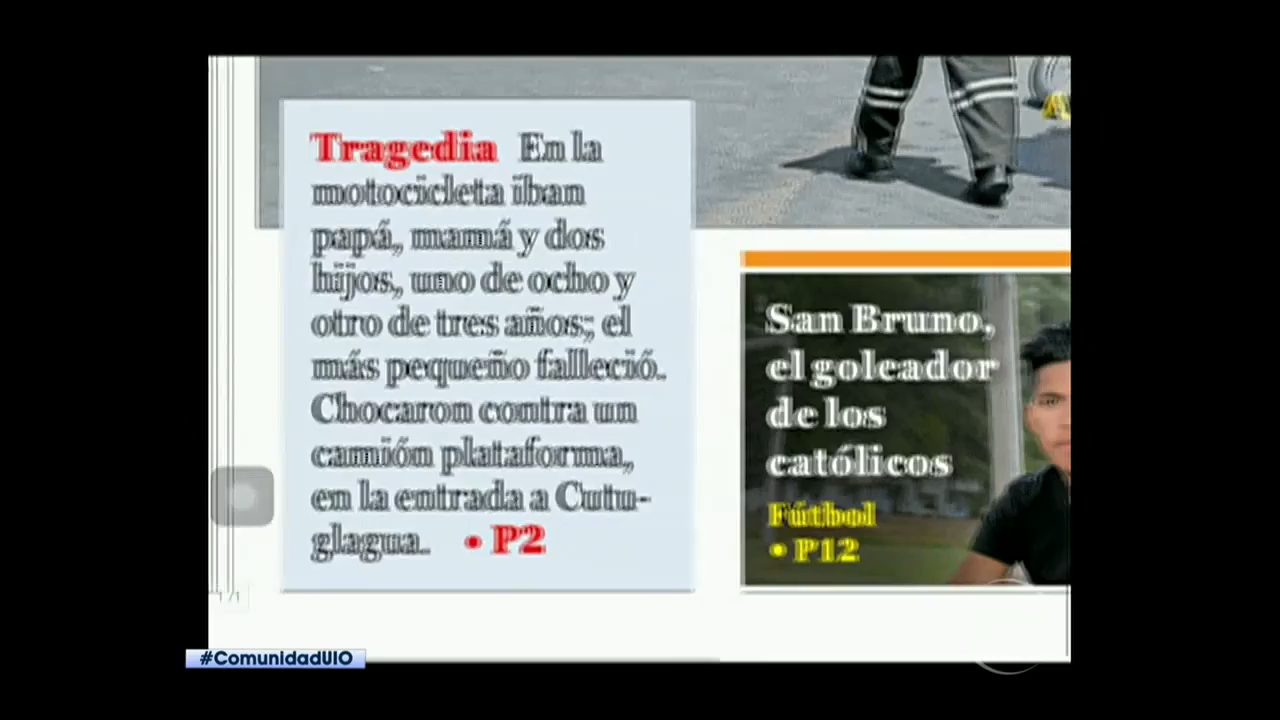 Tragedia En la
motocicleta iban
papá, mamá y dos
hijos, uno de ocho y
otro de tres años; el
más pequeño falleció.
Chocaron contra un
camión plataforma,
en la entrada a Cutu-
glagua. • P2
San Bruno,
el goleador
de los
católicos
Fútbol
• P12
1/1
#ComunidadUIO